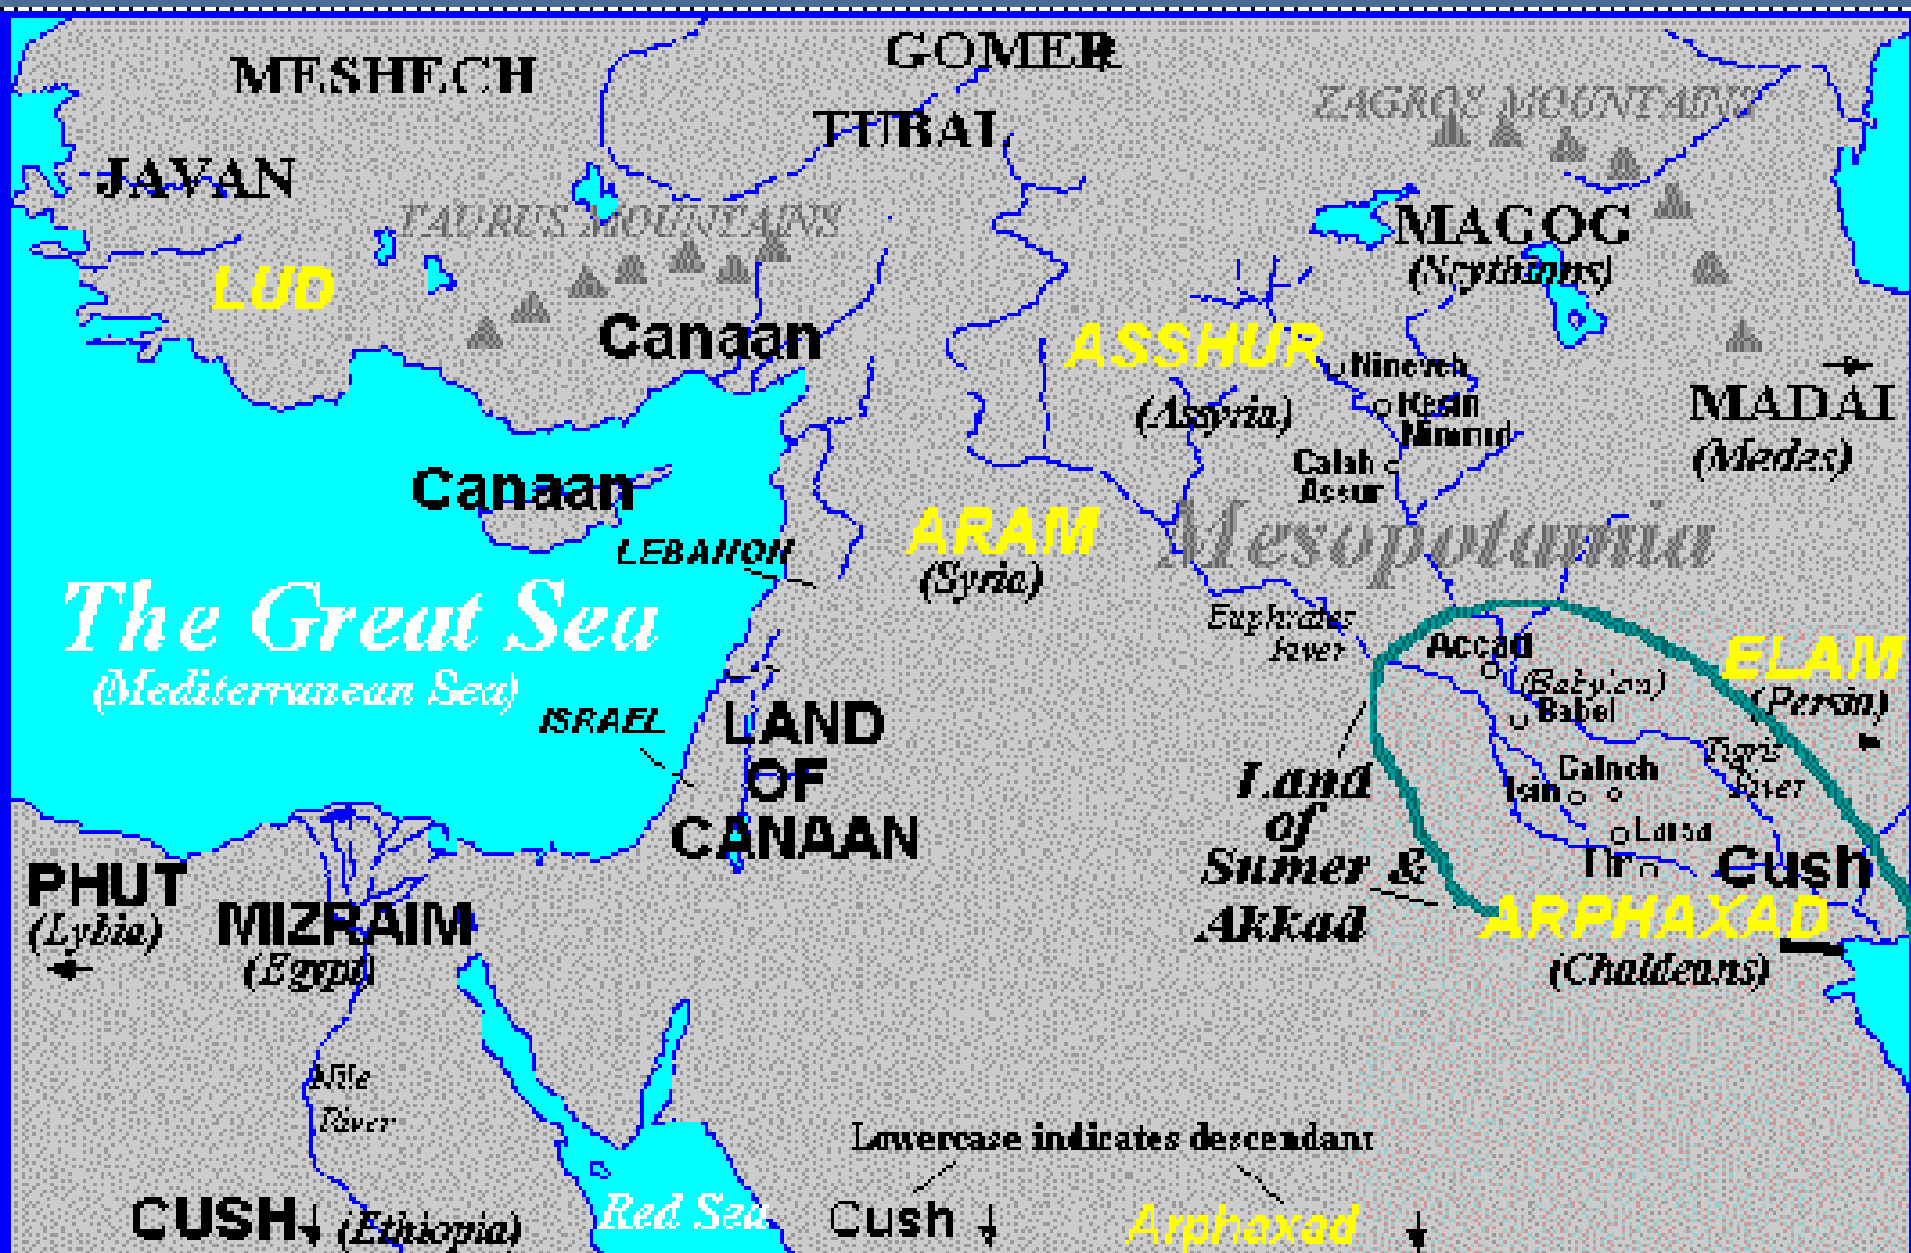 GOMER
MESHECH
ZAGROS MOUNTAINS
TUBAL
JAVAN
TAURUS MOUNTAINS
MAGOG
(Scythians)
LUD
Canaan
ASSHUR
Nineveh
(Assyria)
Resin
Nimrud
MADAI
(Medes)
Calah
Assur
Canaan
ARAM
(Syria)
Mesopotamia
LEBANON
The Great Sea
(Mediterranean Sea)
Euphrates
River
Accad
ELAM
(Persia)
(Babylon)
Babel
ISRAEL
LAND
OF
CANAAN
Tigris
River
Land
of
Sumer &
Akkad
Calneh
Isin
Larsa
Ur
Cush
PHUT
(Lybia)
MIZRAIM
(Egypt)
ARPHAXAD
(Chaldeans)
Nile
River
Lowercase indicates descendant
CUSH
(Ethiopia)
Red Sea
Cush
Arphaxad